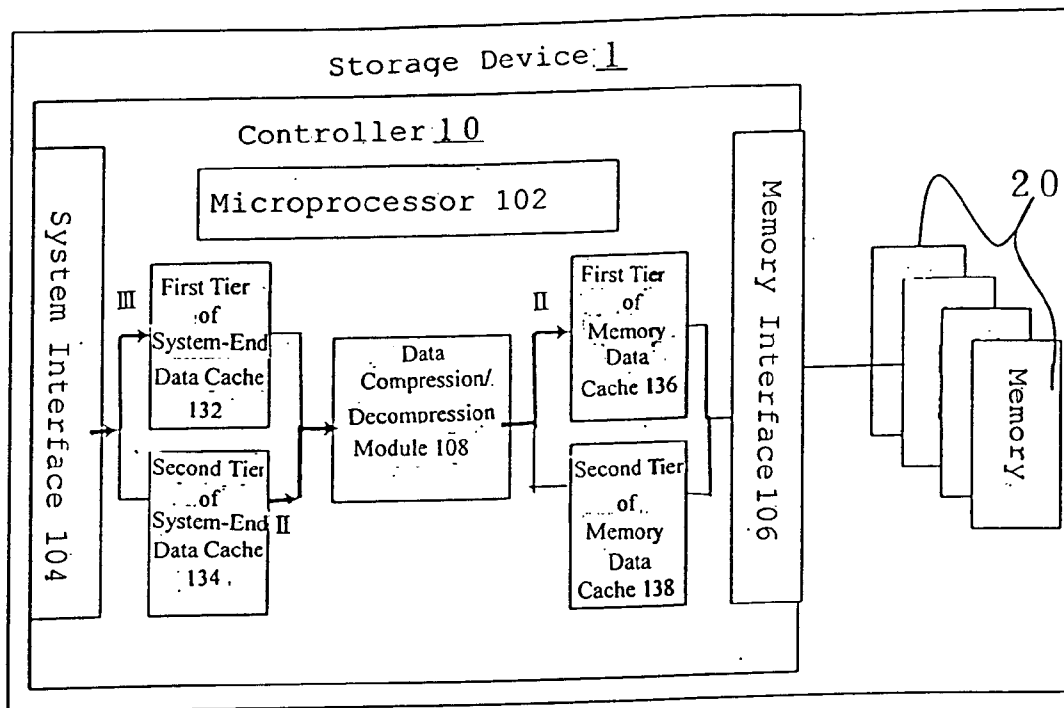 Storage Device 1
Controller 10
Microprocessor 102
System Interface 104
III
First Tier
of
System-End
Data Cache
132
Second Tier
of
System-End
Data Cache
134
II
Data
Compression/
Decompression
Module 108
II
First Tier
of
Memory
Data
Cache 136
Second Tier
of
Memory
Data
Cache 138
Memory Interface 106
20
Memory